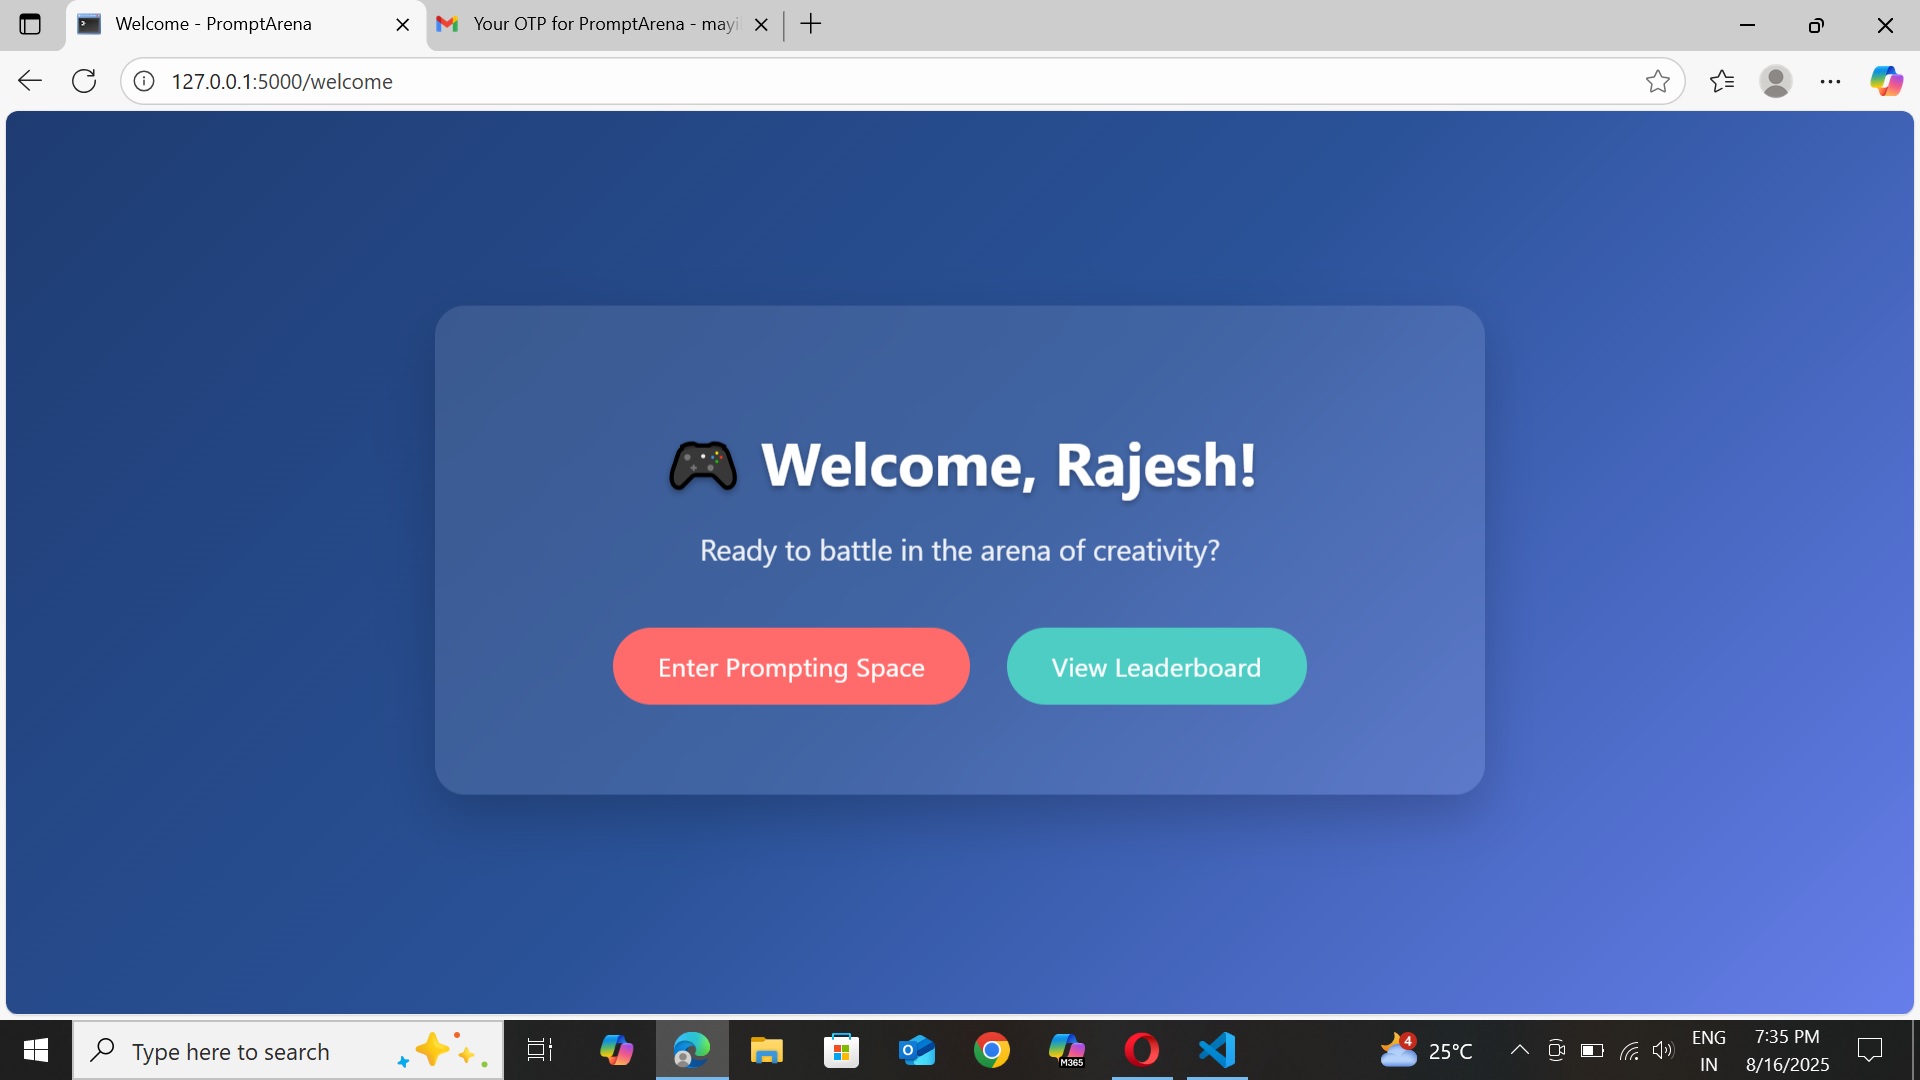 Welcome - PromptArena
Your OTP for PromptArena - mayi
127.0.0.1:5000/welcome
Welcome, Rajesh!
Ready to battle in the arena of creativity?
Enter Prompting Space
View Leaderboard
Type here to search
M365
4
25°C
ENG
IN
7:35 PM
8/16/2025